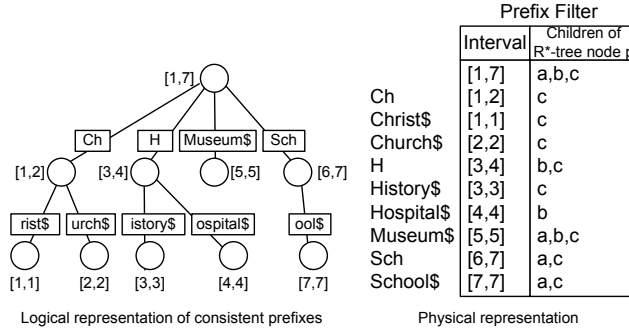 Prefix Filter
Interval
Children of
R*-tree node p
[1,7] a,b,c
Ch [1,2] c
Christ$ [1,1] c
Church$ [2,2] c
H [3,4] b,c
History$ [3,3] c
Hospital$ [4,4] b
Museum$ [5,5] a,b,c
Sch [6,7] a,c
School$ [7,7] a,c
Physical representation
[1,7]
Ch H Museum$ Sch
[1,2] [3,4] [5,5] [6,7]
rist$ urch$ istory$ ospital$ ool$
[1,1] [2,2] [3,3] [4,4] [7,7]
Logical representation of consistent prefixes